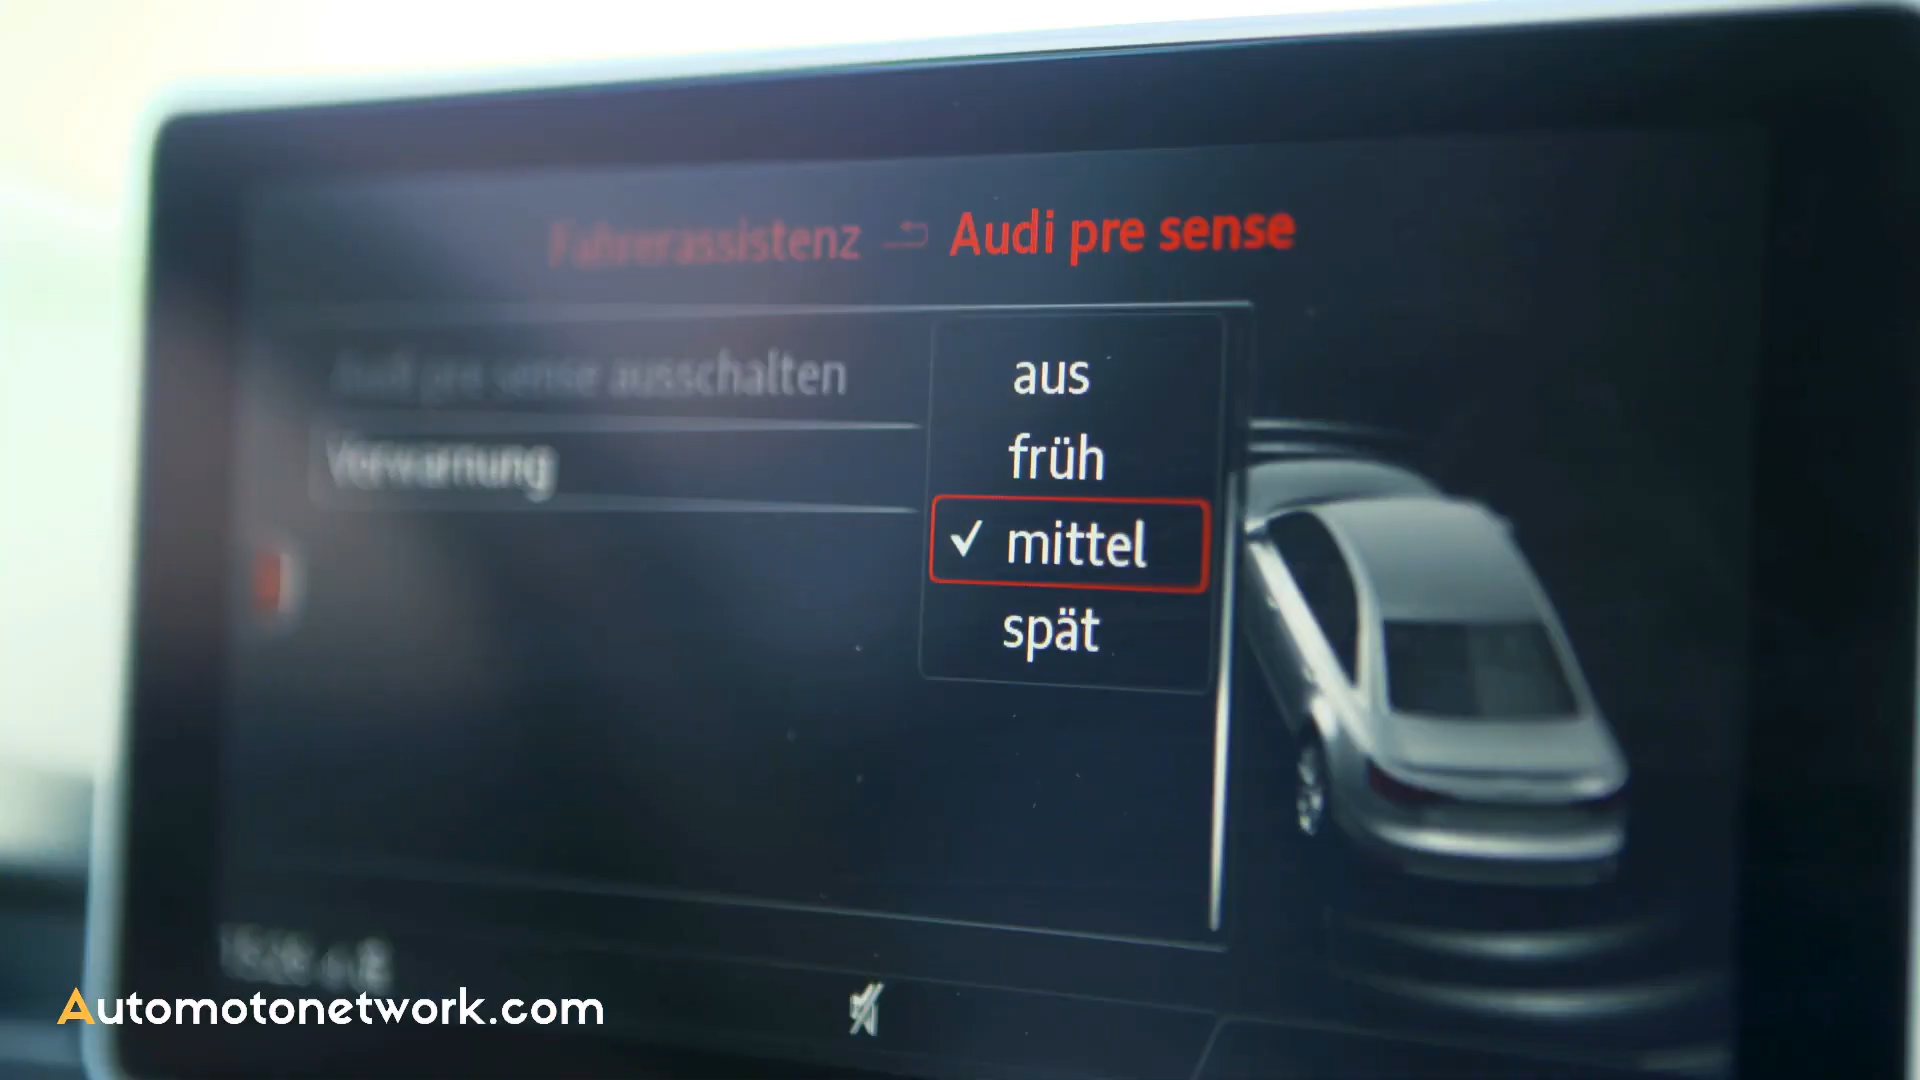 Fahrerassistenz Audi pre sense
Audi pre sense ausschalten
aus
Vorwarnung
früh
✓ mittel
spät
Automotonetwork.com